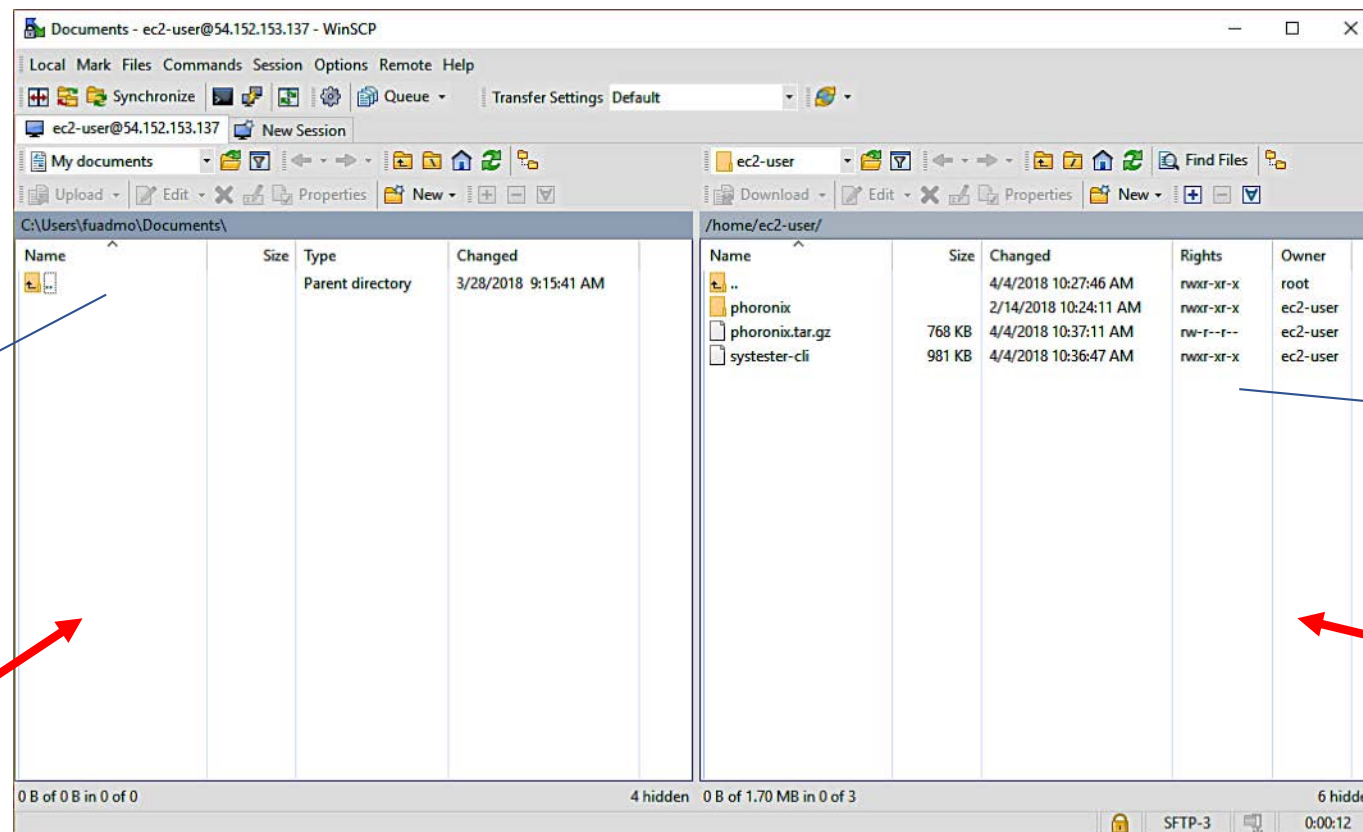 Documents - ec2-user@54.152.153.137 - WinSCP
Local Mark Files Commands Session Options Remote Help
Synchronize Queue Transfer Settings Default
ec2-user@54.152.153.137 New Session
My documents ec2-user Find Files
Upload Edit Properties New Download Edit Properties New
C:\Users\fuadmo\Documents\ /home/ec2-user/
Name Size Type Changed Name Size Changed Rights Owner
.. Parent directory 3/28/2018 9:15:41 AM .. 4/4/2018 10:27:46 AM rwxr-xr-x root
phoronix 2/14/2018 10:24:11 AM rwxr-xr-x ec2-user
phoronix.tar.gz 768 KB 4/4/2018 10:37:11 AM rw-r--r-- ec2-user
systester-cli 981 KB 4/4/2018 10:36:47 AM rwxr-xr-x ec2-user
0 B of 0 B in 0 of 0 4 hidden 0 B of 1.70 MB in 0 of 3 6 hidde
SFTP-3 0:00:12